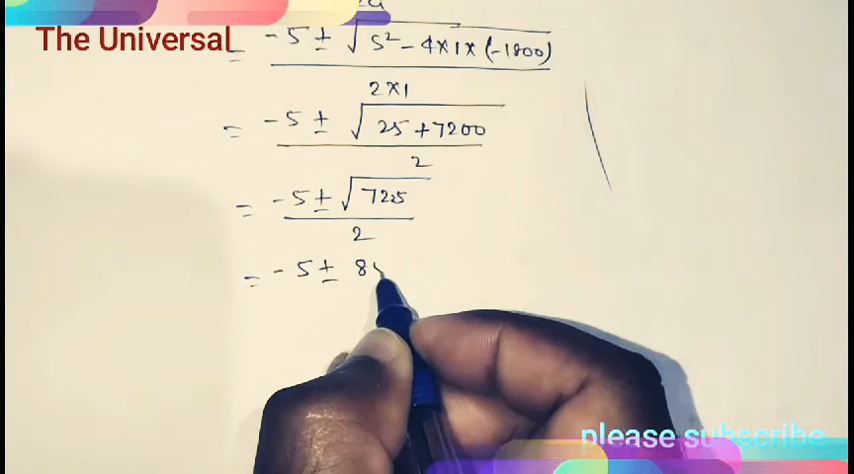 2a
The Universal
= -5 ± √5² - 4×1×(-1800)
2×1
= -5 ± √25+7200
2
= -5 ± √7225
2
= -5 ± 8
please subscribe